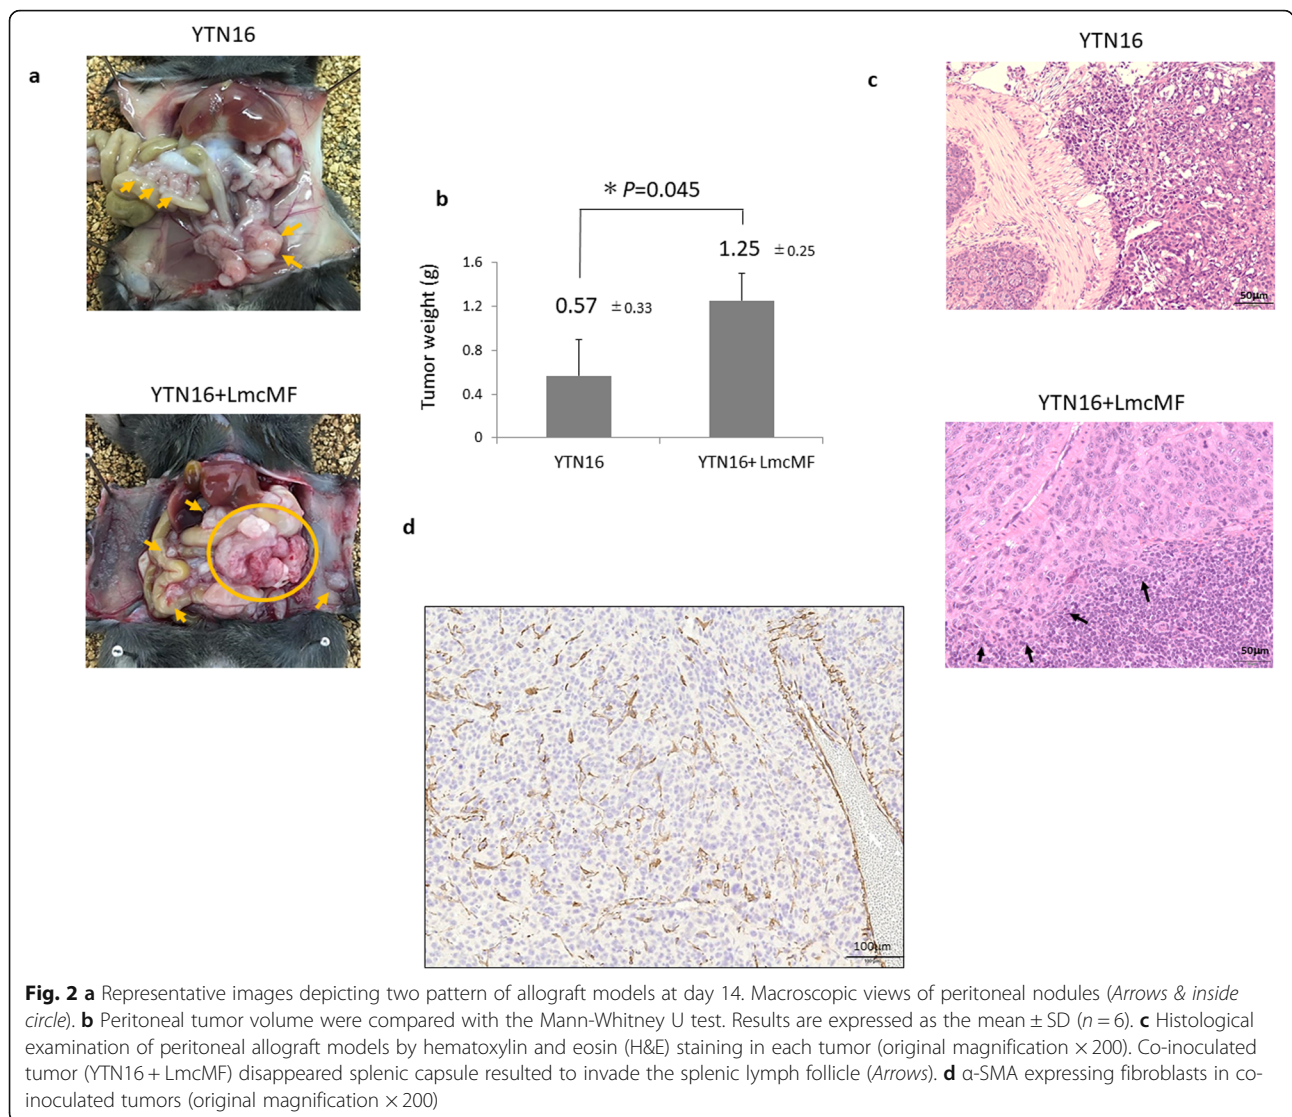 YTN16
a
YTN16+LmcMF
b
* P=0.045
Tumor weight (g)
1.6
1.2
0.8
0.4
0
0.57 ±0.33
1.25 ±0.25
YTN16
YTN16+LmcMF
c
YTN16
50μm
YTN16+LmcMF
50μm
d
100μm
Fig. 2 a Representative images depicting two pattern of allograft models at day 14. Macroscopic views of peritoneal nodules (Arrows & inside
circle). b Peritoneal tumor volume were compared with the Mann-Whitney U test. Results are expressed as the mean ± SD (n = 6). c Histological
examination of peritoneal allograft models by hematoxylin and eosin (H&E) staining in each tumor (original magnification × 200). Co-inoculated
tumor (YTN16 + LmcMF) disappeared splenic capsule resulted to invade the splenic lymph follicle (Arrows). d α-SMA expressing fibroblasts in co-
inoculated tumors (original magnification × 200)